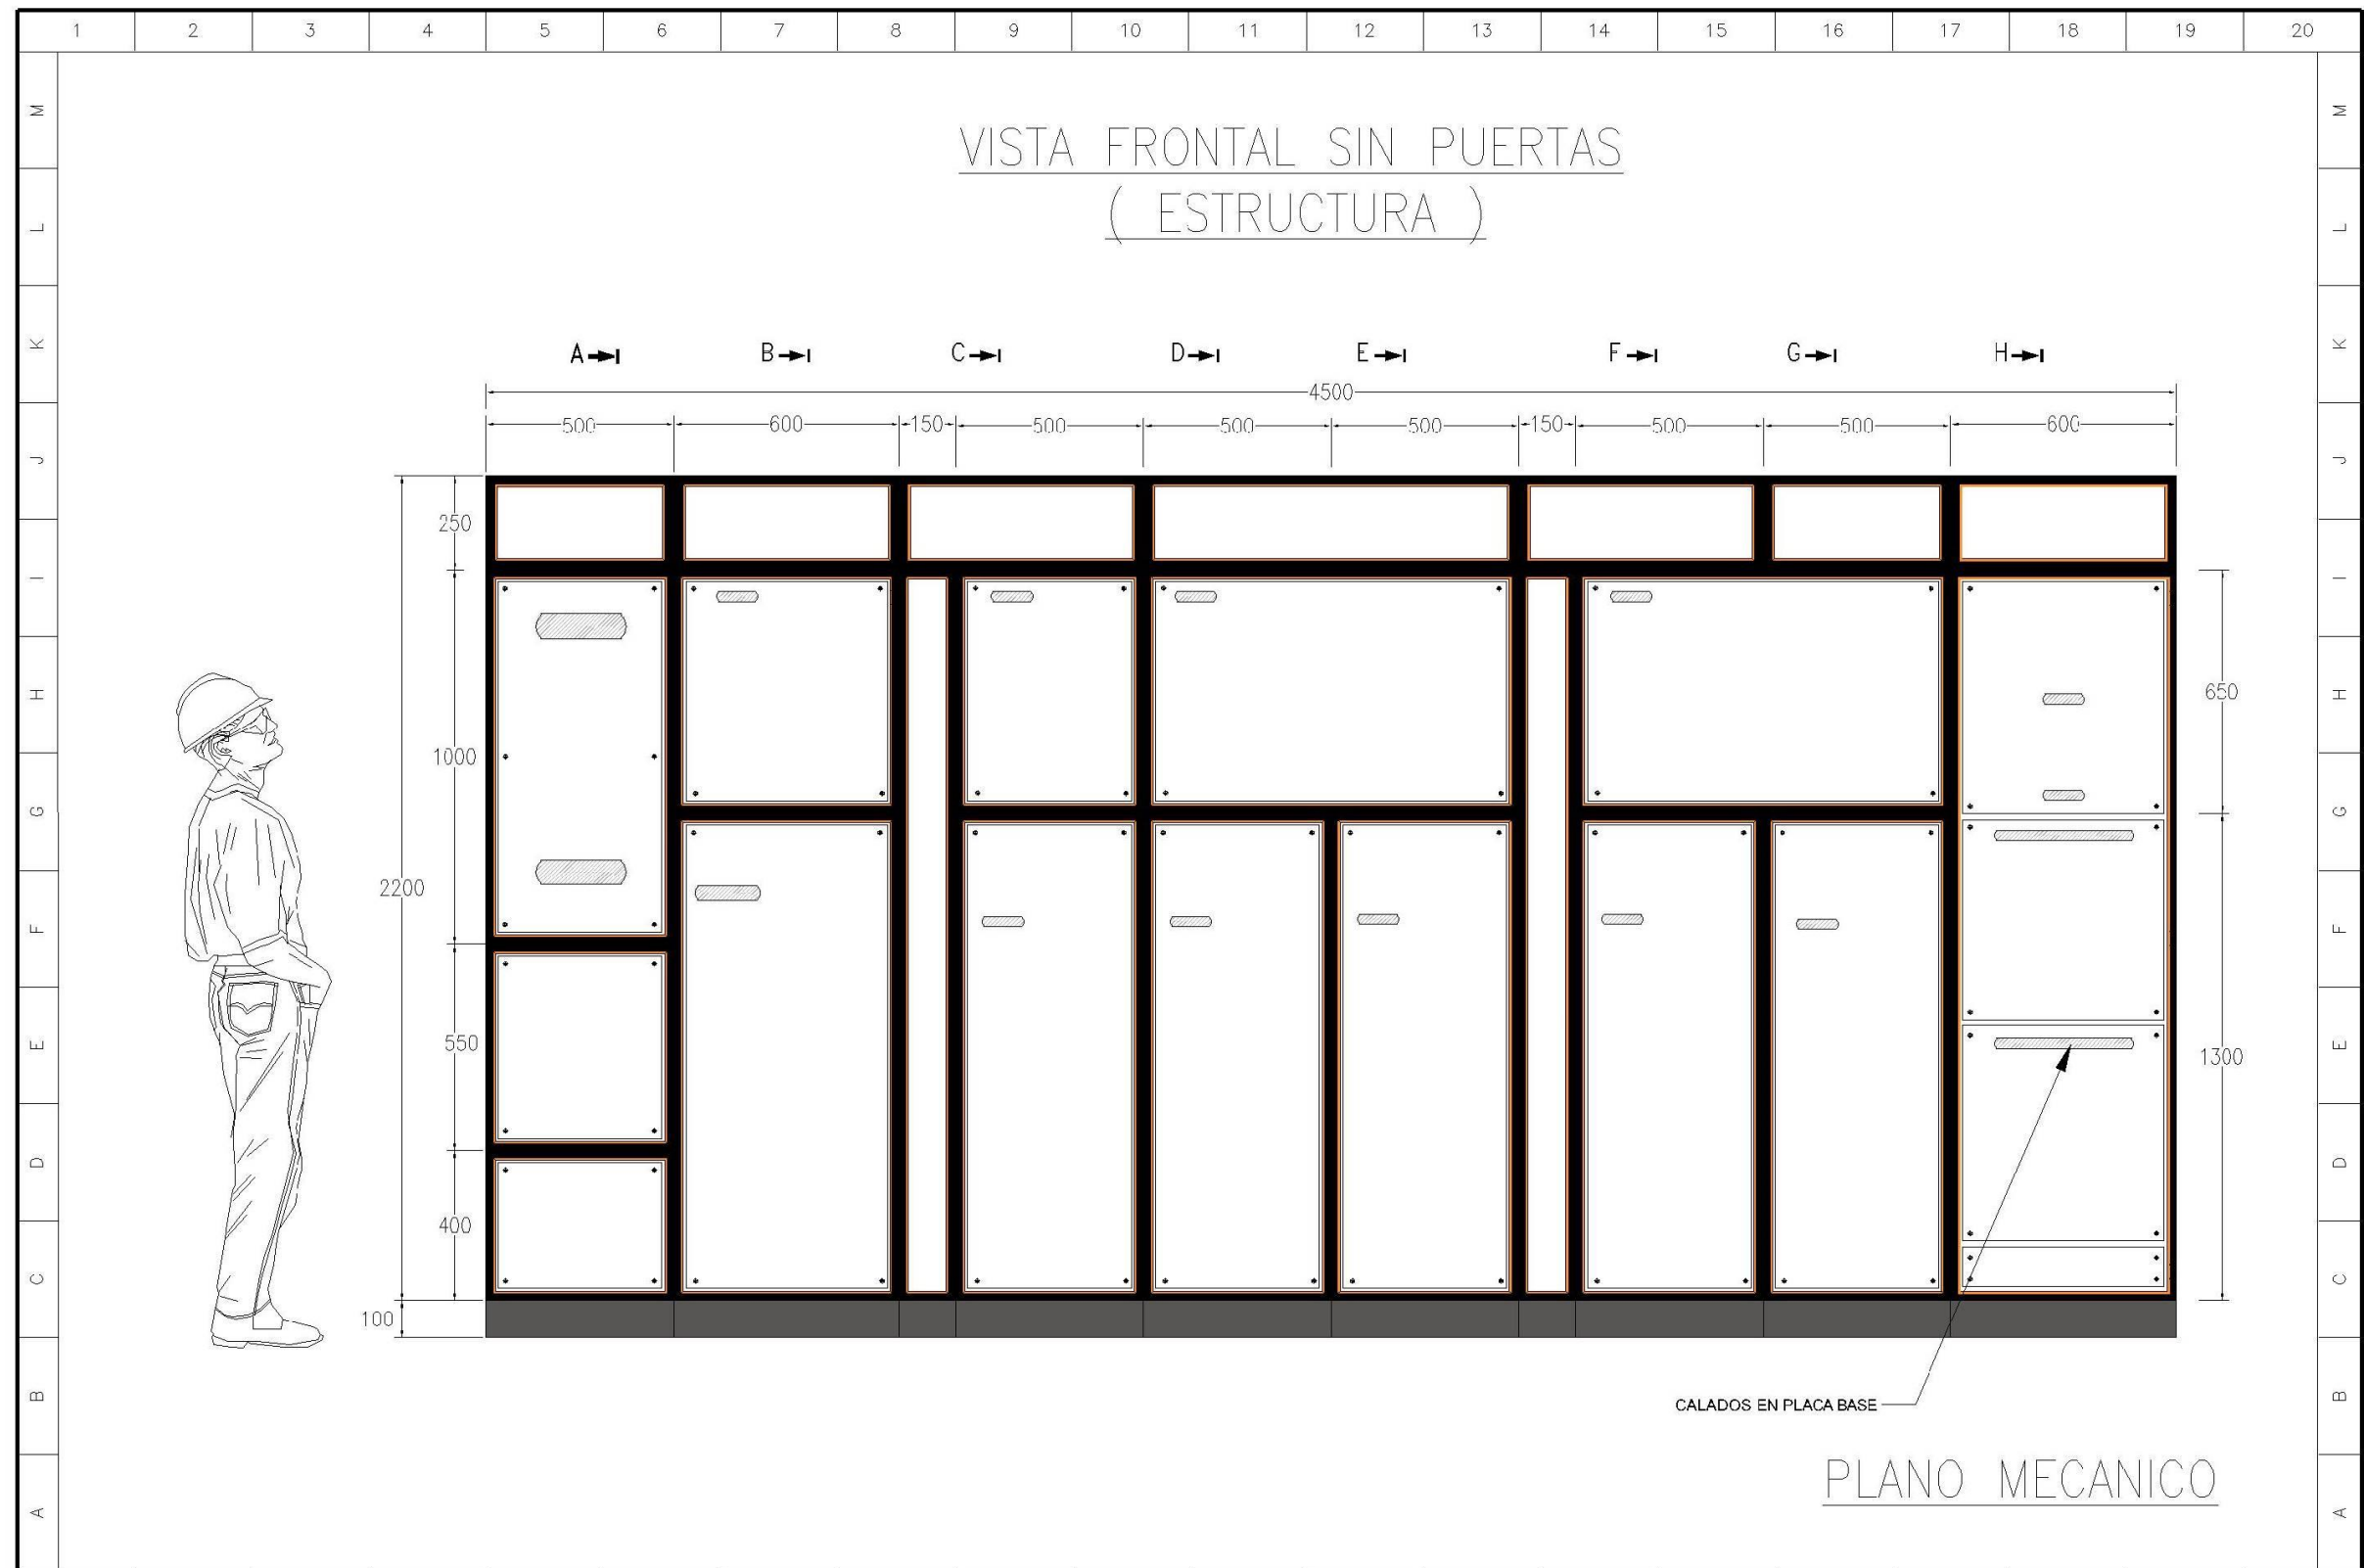 1 2 3 4 5 6 7 8 9 10 11 12 13 14 15 16 17 18 19 20
VISTA FRONTAL SIN PUERTAS
( ESTRUCTURA )
A B C D E F G H
4500
500 600 150 500 500 500 150 500 500 600
250
1000
2200
550
400
100
650
1300
CALADOS EN PLACA BASE
PLANO MECANICO
M L K J I H G F E D C B A
M L K J I H G F E D C B A